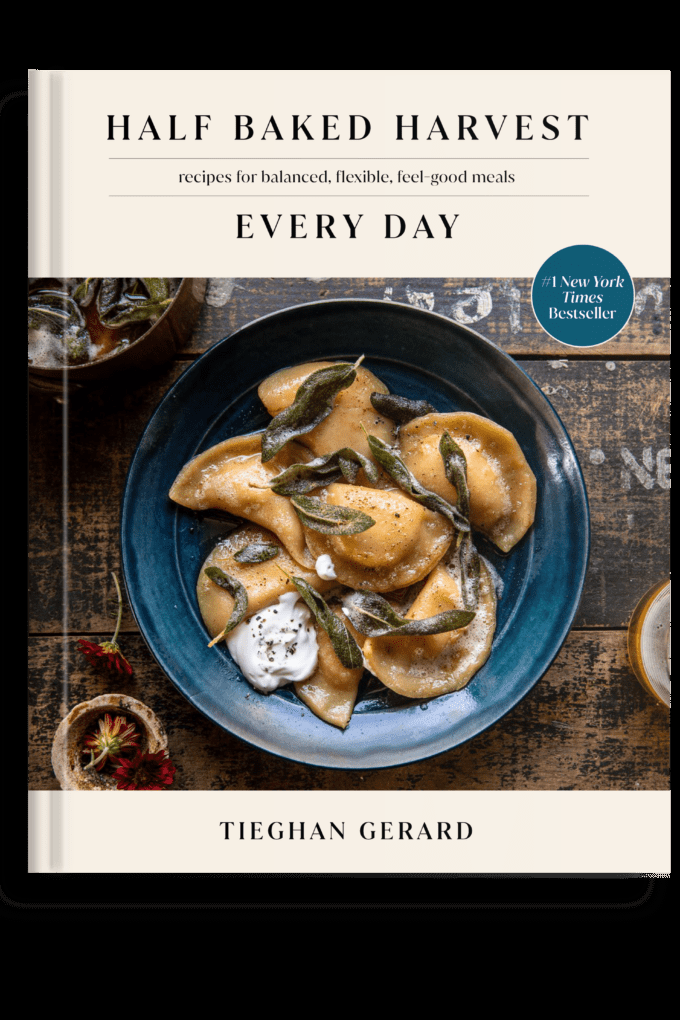 HALF BAKED HARVEST
recipes for balanced, flexible, feel-good meals
EVERY DAY
#1 New York
Times
Bestseller
TIEGHAN GERARD